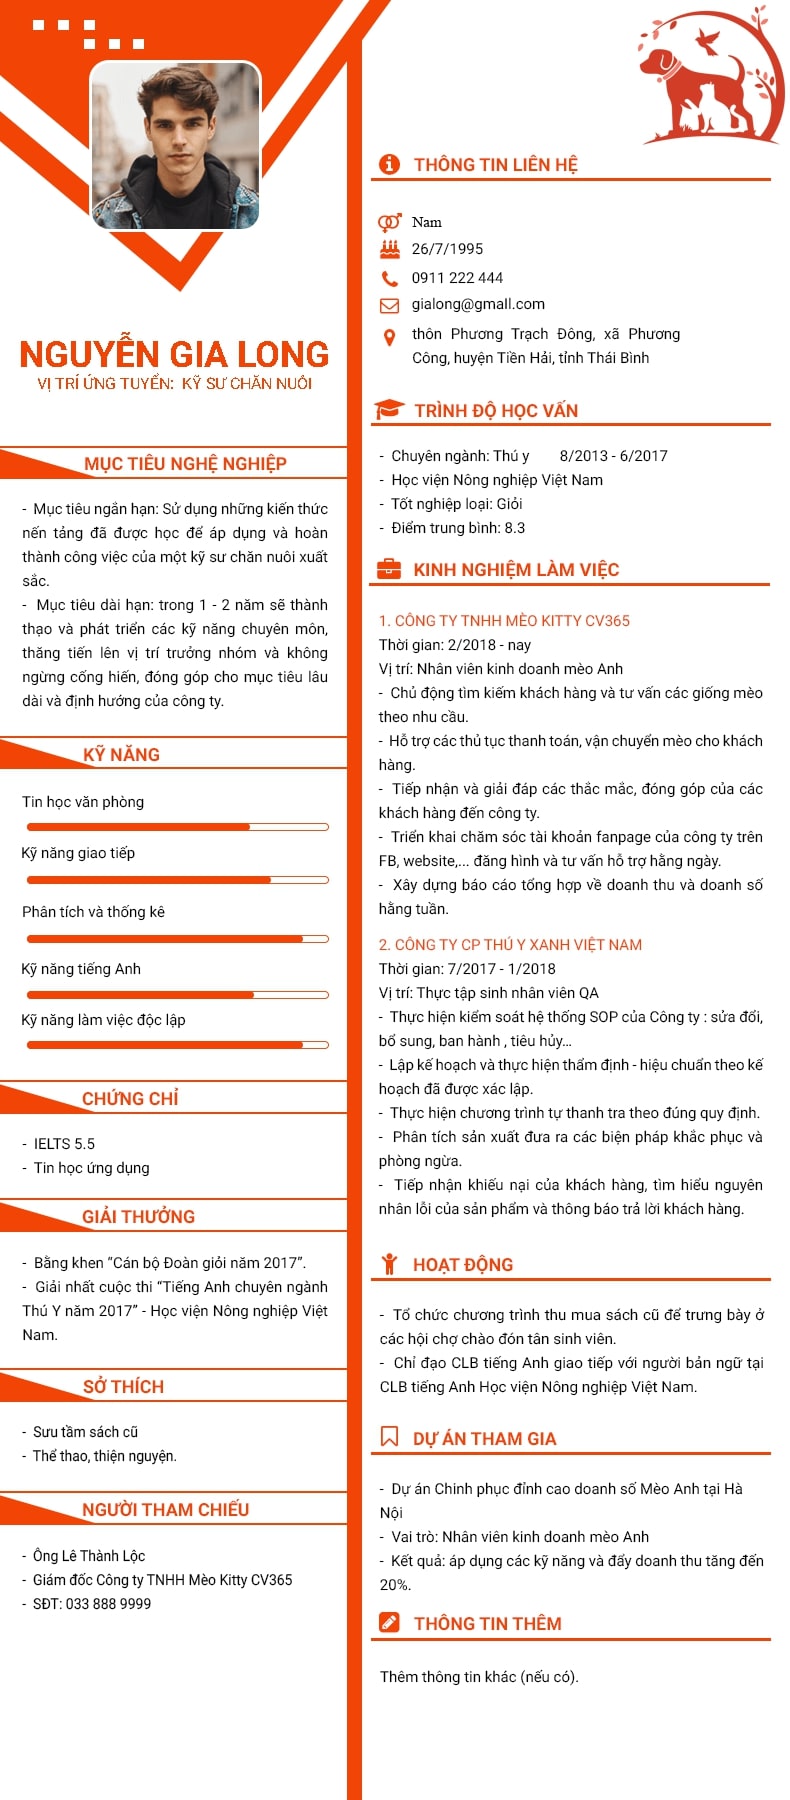 NGUYỄN GIA LONG
VỊ TRÍ ỨNG TUYỂN: KỸ SƯ CHĂN NUÔI
MỤC TIÊU NGHỆ NGHIỆP
- Mục tiêu ngắn hạn: Sử dụng những kiến thức
nến tảng đã được học để áp dụng và hoàn
thành công việc của một kỹ sư chăn nuôi xuất
sắc.
- Mục tiêu dài hạn: trong 1 - 2 năm sẽ thành
thạo và phát triển các kỹ năng chuyên môn,
thăng tiến lên vị trí trưởng nhóm và không
ngừng cống hiến, đóng góp cho mục tiêu lâu
dài và định hướng của công ty.
KỸ NĂNG
Tin học văn phòng
Kỹ năng giao tiếp
Phân tích và thống kê
Kỹ năng tiếng Anh
Kỹ năng làm việc độc lập
CHỨNG CHỈ
- IELTS 5.5
- Tin học ứng dụng
GIẢI THƯỞNG
- Bằng khen “Cán bộ Đoàn giỏi năm 2017”.
- Giải nhất cuộc thi “Tiếng Anh chuyên ngành
Thú Y năm 2017” - Học viện Nông nghiệp Việt
Nam.
SỞ THÍCH
- Sưu tầm sách cũ
- Thể thao, thiện nguyện.
NGƯỜI THAM CHIẾU
- Ông Lê Thành Lộc
- Giám đốc Công ty TNHH Mèo Kitty CV365
- SĐT: 033 888 9999
THÔNG TIN LIÊN HỆ
Nam
26/7/1995
0911 222 444
gialong@gmall.com
thôn Phương Trạch Đông, xã Phương
Công, huyện Tiền Hải, tỉnh Thái Bình
TRÌNH ĐỘ HỌC VẤN
- Chuyên ngành: Thú y 8/2013 - 6/2017
- Học viện Nông nghiệp Việt Nam
- Tốt nghiệp loại: Giỏi
- Điểm trung bình: 8.3
KINH NGHIỆM LÀM VIỆC
1. CÔNG TY TNHH MÈO KITTY CV365
Thời gian: 2/2018 - nay
Vị trí: Nhân viên kinh doanh mèo Anh
- Chủ động tìm kiếm khách hàng và tư vấn các giống mèo
theo nhu cầu.
- Hỗ trợ các thủ tục thanh toán, vận chuyển mèo cho khách
hàng.
- Tiếp nhận và giải đáp các thắc mắc, đóng góp của các
khách hàng đến công ty.
- Triển khai chăm sóc tài khoản fanpage của công ty trên
FB, website,... đăng hình và tư vấn hỗ trợ hằng ngày.
- Xây dựng báo cáo tổng hợp về doanh thu và doanh số
hằng tuần.
2. CÔNG TY CP THÚ Y XANH VIỆT NAM
Thời gian: 7/2017 - 1/2018
Vị trí: Thực tập sinh nhân viên QA
- Thực hiện kiểm soát hệ thống SOP của Công ty : sửa đổi,
bổ sung, ban hành , tiêu hủy…
- Lập kế hoạch và thực hiện thẩm định - hiệu chuẩn theo kế
hoạch đã được xác lập.
- Thực hiện chương trình tự thanh tra theo đúng quy định.
- Phân tích sản xuất đưa ra các biện pháp khắc phục và
phòng ngừa.
- Tiếp nhận khiếu nại của khách hàng, tìm hiểu nguyên
nhân lỗi của sản phẩm và thông báo trả lời khách hàng.
HOẠT ĐỘNG
- Tổ chức chương trình thu mua sách cũ để trưng bày ở
các hội chợ chào đón tân sinh viên.
- Chỉ đạo CLB tiếng Anh giao tiếp với người bản ngữ tại
CLB tiếng Anh Học viện Nông nghiệp Việt Nam.
DỰ ÁN THAM GIA
- Dự án Chinh phục đỉnh cao doanh số Mèo Anh tại Hà
Nội
- Vai trò: Nhân viên kinh doanh mèo Anh
- Kết quả: áp dụng các kỹ năng và đẩy doanh thu tăng đến
20%.
THÔNG TIN THÊM
Thêm thông tin khác (nếu có).